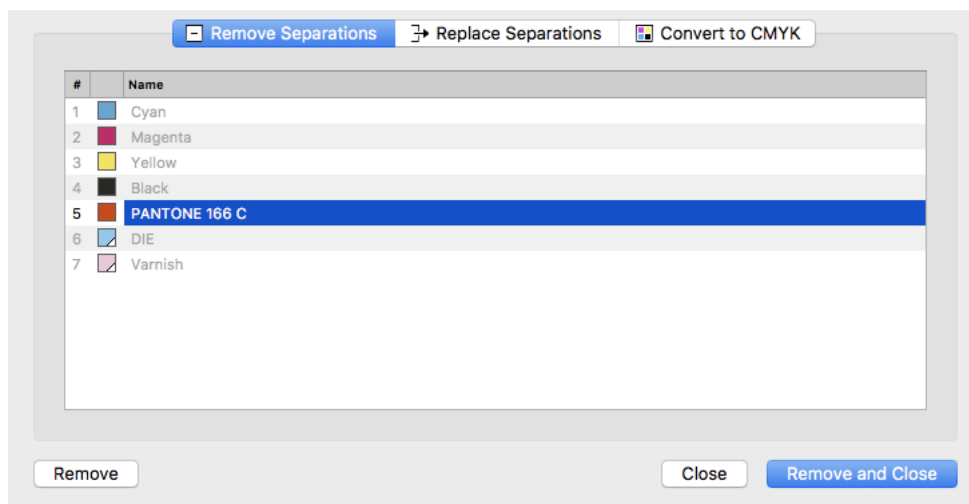 Remove Separations Replace Separations Convert to CMYK
# Name
1 Cyan
2 Magenta
3 Yellow
4 Black
5 PANTONE 166 C
6 DIE
7 Varnish
Remove Close Remove and Close